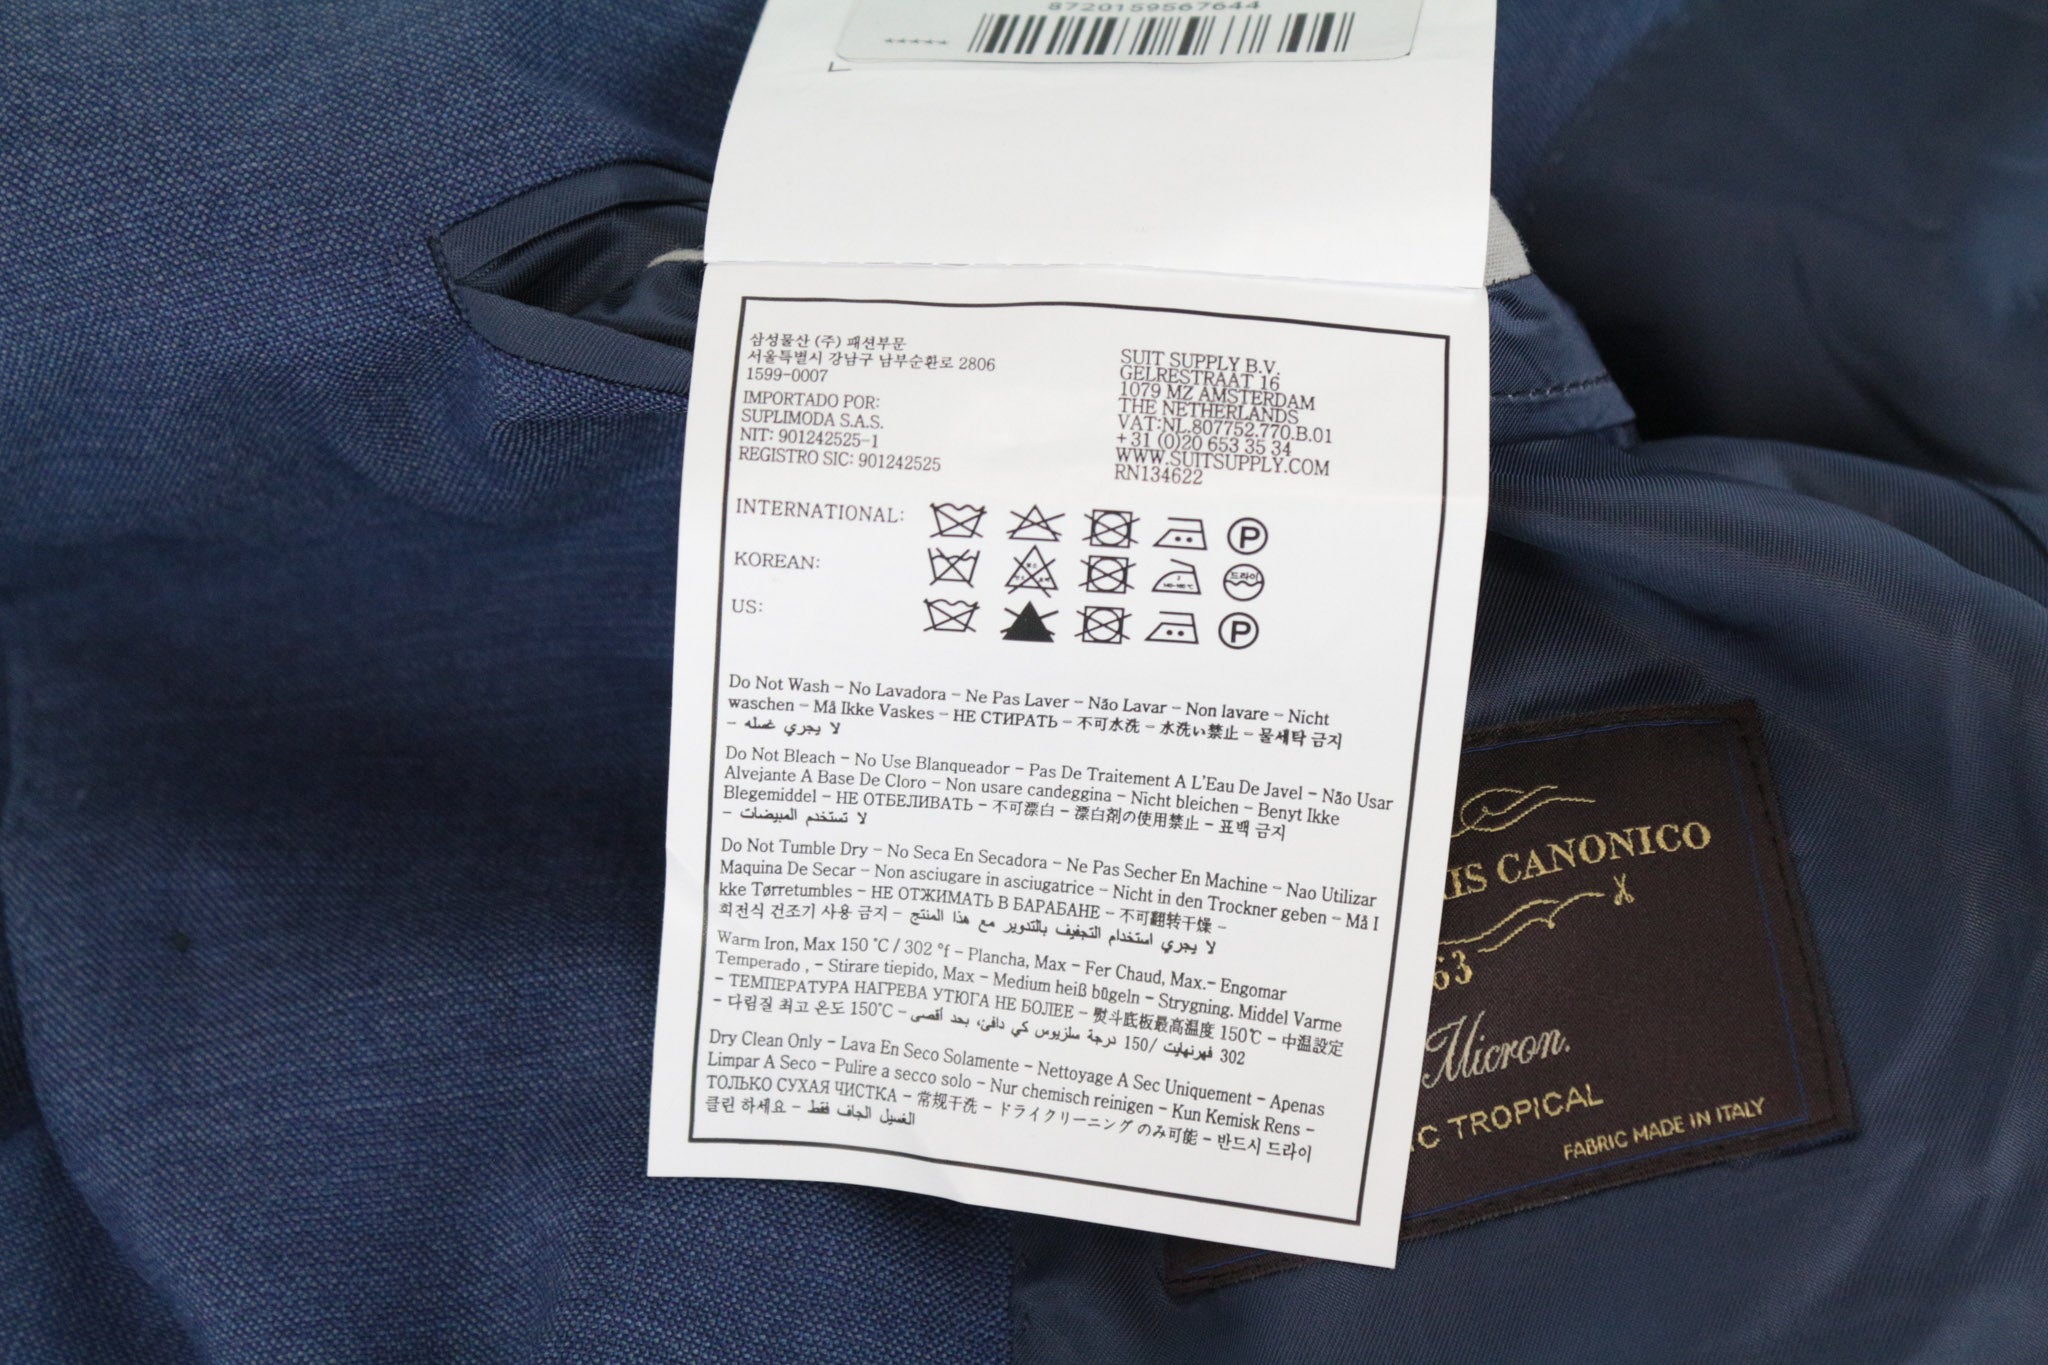 8720159567644
*****
삼성물산 (주) 패션부문
서울특별시 강남구 남부순환로 2806
1599-0007
IMPORTADO POR:
SUPLIMODA S.A.S.
NIT: 901242525-1
REGISTRO SIC: 901242525
SUIT SUPPLY B.V.
GELRESTRAAT 16
1079 MZ AMSTERDAM
THE NETHERLANDS
VAT:NL.807752.770.B.01
+31 (0)20 653 35 34
WWW.SUITSUPPLY.COM
RN134622
INTERNATIONAL:
P
KOREAN:
드라이
US:
P
Do Not Wash - No Lavadora - Ne Pas Laver - Não Lavar - Non lavare - Nicht
waschen - Må Ikke Vaskes - НЕ СТИРАТЬ - 不可水洗 - 水洗い禁止 - 물세탁 금지
- لا يجري غسله
Do Not Bleach - No Use Blanqueador - Pas De Traitement A L'Eau De Javel - Não Usar
Alvejante A Base De Cloro - Non usare candeggina - Nicht bleichen - Benyt Ikke
Blegemiddel - НЕ ОТБЕЛИВАТЬ - 不可漂白 - 漂白剤の使用禁止 - 표백 금지
- لا تستخدم المبيضات
Do Not Tumble Dry - No Seca En Secadora - Ne Pas Secher En Machine - Nao Utilizar
Maquina De Secar - Non asciugare in asciugatrice - Nicht in den Trockner geben - Må I
kke Tørretumbles - НЕ ОТЖИМАТЬ В БАРАБАНЕ - 不可翻转干燥 -
회전식 건조기 사용 금지 - لا يجري استخدام التجفيف بالتدوير مع هذا المنتج
Warm Iron, Max 150 °C / 302 °f - Plancha, Max - Fer Chaud, Max.- Engomar
Temperado , - Stirare tiepido, Max - Medium heiß bügeln - Strygning. Middel Varme
- ТЕМПЕРАТУРА НАГРЕВА УТЮГА НЕ БОЛЕЕ - 熨斗底板最高温度 150℃ - 中温設定
- 다림질 최고 온도 150℃ - 302 فهرنهايت /150 درجة سلزيوس كي دافئ، بحد أقصى
Dry Clean Only - Lava En Seco Solamente - Nettoyage A Sec Uniquement - Apenas
Limpar A Seco - Pulire a secco solo - Nur chemisch reinigen - Kun Kemisk Rens -
ТОЛЬКО СУХАЯ ЧИСТКА - 常规干洗 - ドライクリーニング のみ可能 - 반드시 드라이
클린 하세요 - الغسيل الجاف فقط
CANONICO
63
Micron.
TROPICAL
FABRIC MADE IN ITALY